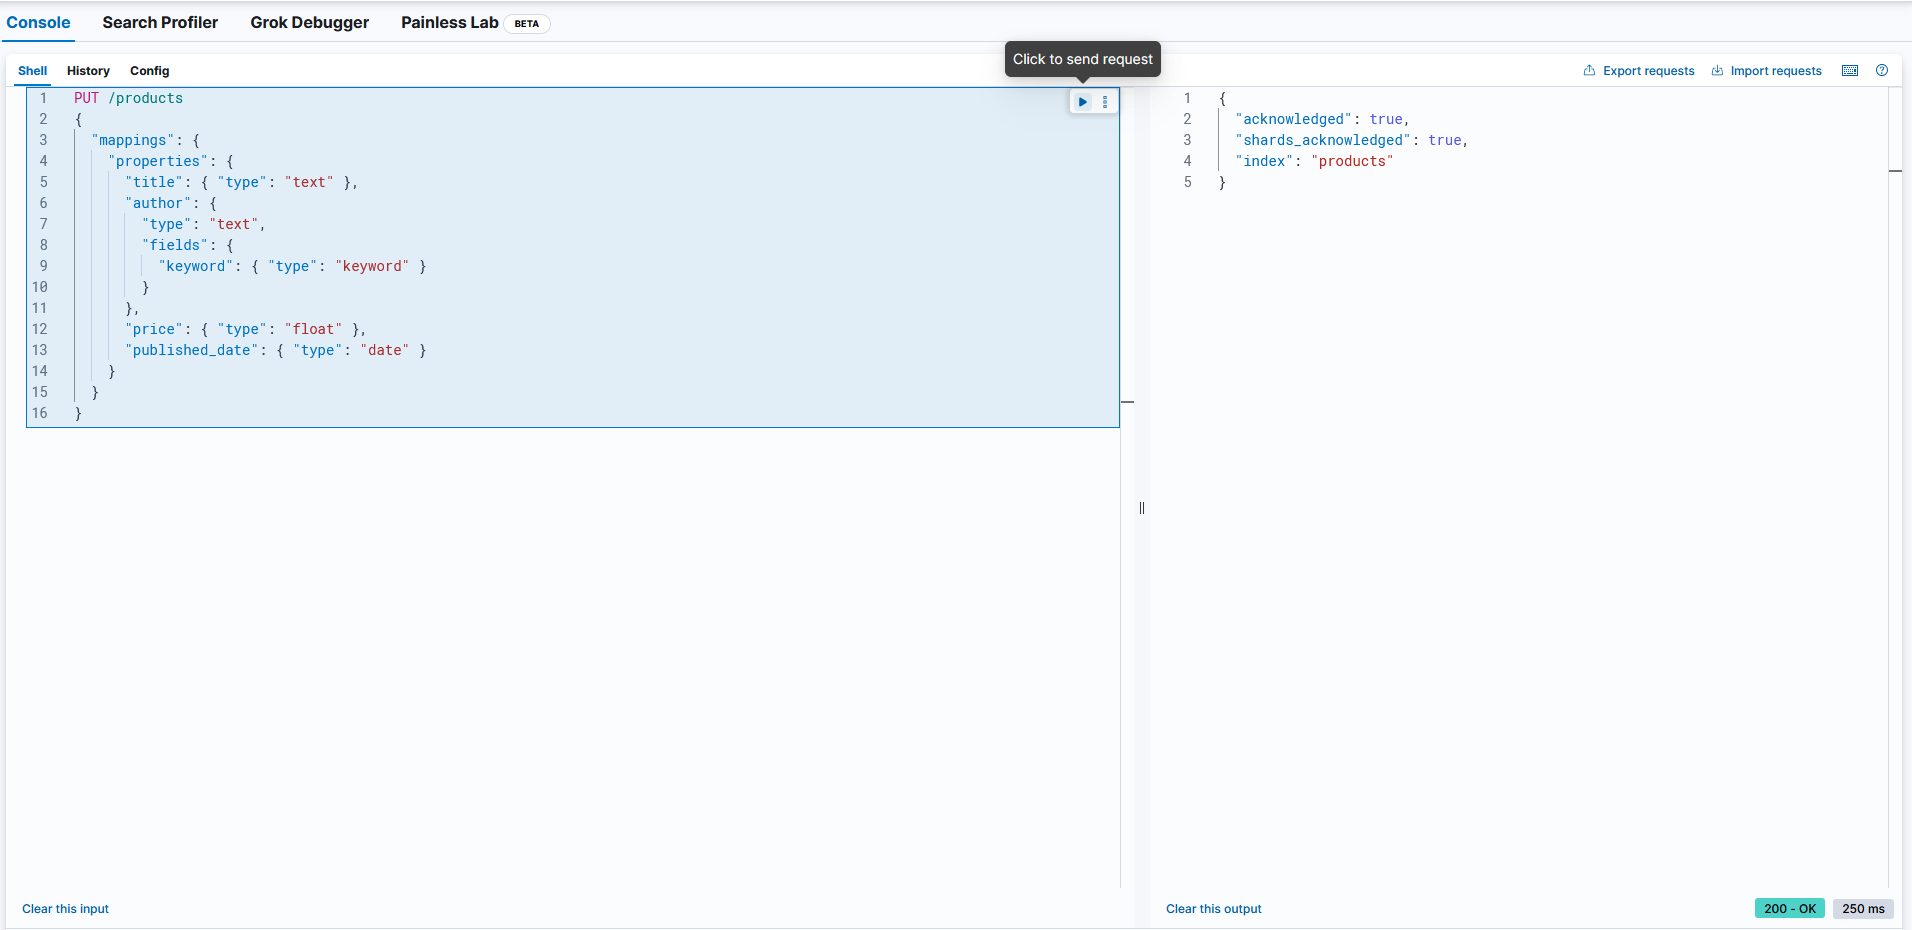 Console Search Profiler Grok Debugger Painless Lab BETA
Click to send request
Shell History Config Export requests Import requests
1 PUT /products
2 {
3   "mappings": {
4     "properties": {
5       "title": { "type": "text" },
6       "author": {
7         "type": "text",
8         "fields": {
9           "keyword": { "type": "keyword" }
10         }
11       },
12       "price": { "type": "float" },
13       "published_date": { "type": "date" }
14     }
15   }
16 }
1 {
2   "acknowledged": true,
3   "shards_acknowledged": true,
4   "index": "products"
5 }
Clear this input
Clear this output
200 - OK 250 ms